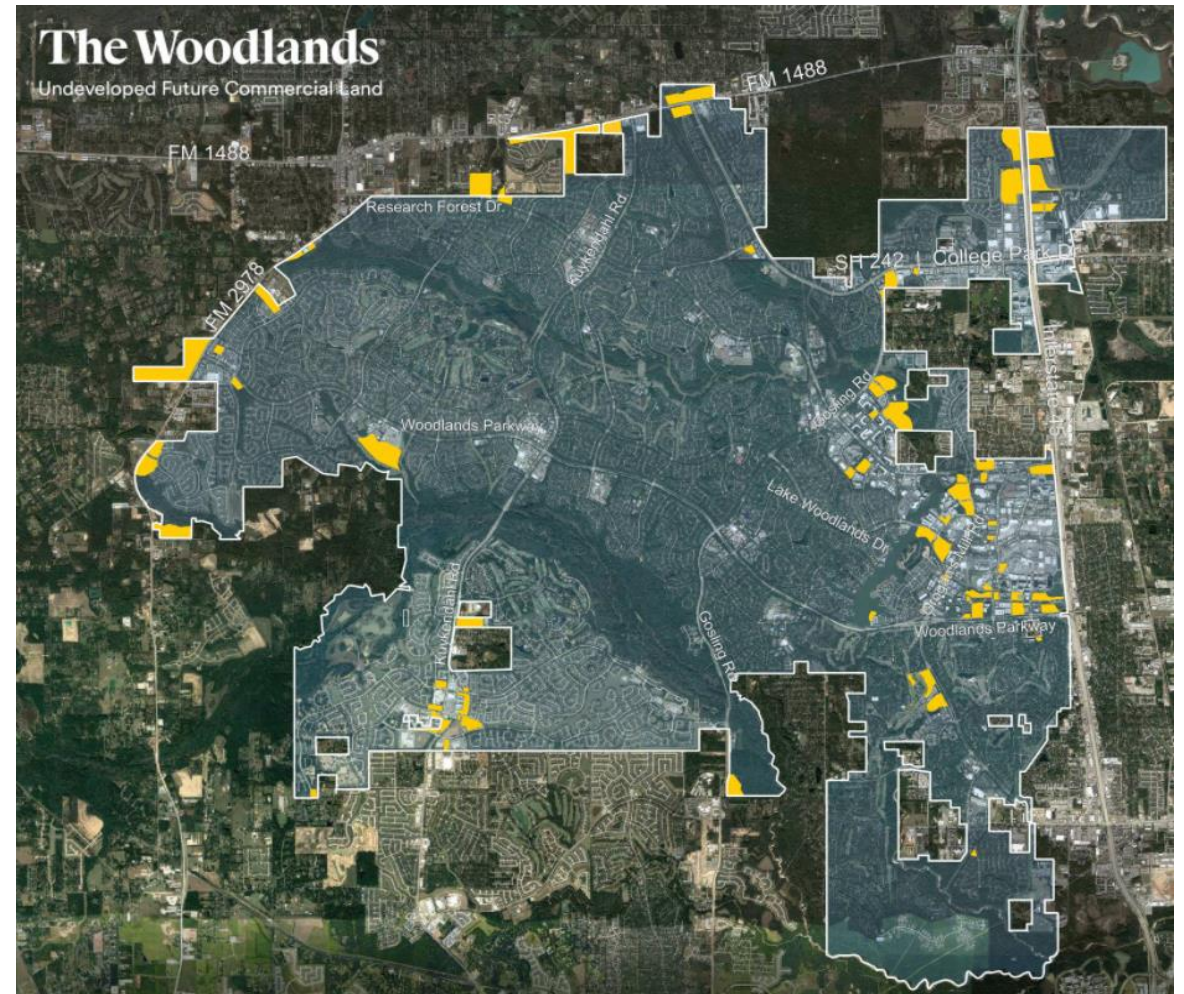 The Woodlands
Undeveloped Future Commercial Land
FM 1488
FM 1488
Research Forest Dr.
Kuykendahl Rd
SH 242 | College Park Dr
FM 2978
Interstate 45
Gosling Rd
Woodlands Parkway
Lake Woodlands Dr.
Kuykendahl Rd
Gosling Rd
Woodlands Parkway